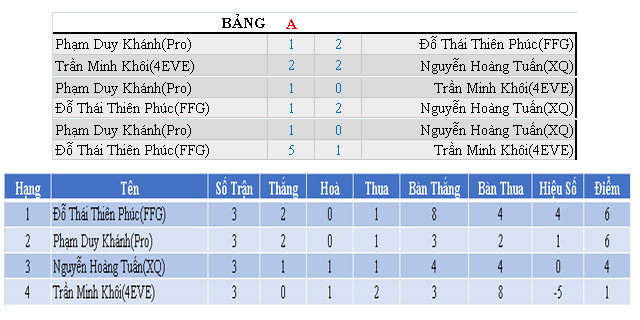 BẢNG A
Phạm Duy Khánh(Pro) 1 2 Đỗ Thái Thiên Phúc(FFG)
Trần Minh Khôi(4EVE) 2 2 Nguyễn Hoàng Tuấn(XQ)
Phạm Duy Khánh(Pro) 1 0 Trần Minh Khôi(4EVE)
Đỗ Thái Thiên Phúc(FFG) 1 2 Nguyễn Hoàng Tuấn(XQ)
Phạm Duy Khánh(Pro) 1 0 Nguyễn Hoàng Tuấn(XQ)
Đỗ Thái Thiên Phúc(FFG) 5 1 Trần Minh Khôi(4EVE)
Hạng Tên Số Trận Thắng Hoà Thua Bàn Thắng Bàn Thua Hiệu Số Điểm
1 Đỗ Thái Thiên Phúc(FFG) 3 2 0 1 8 4 4 6
2 Phạm Duy Khánh(Pro) 3 2 0 1 3 2 1 6
3 Nguyễn Hoàng Tuấn(XQ) 3 1 1 1 4 4 0 4
4 Trần Minh Khôi(4EVE) 3 0 1 2 3 8 -5 1